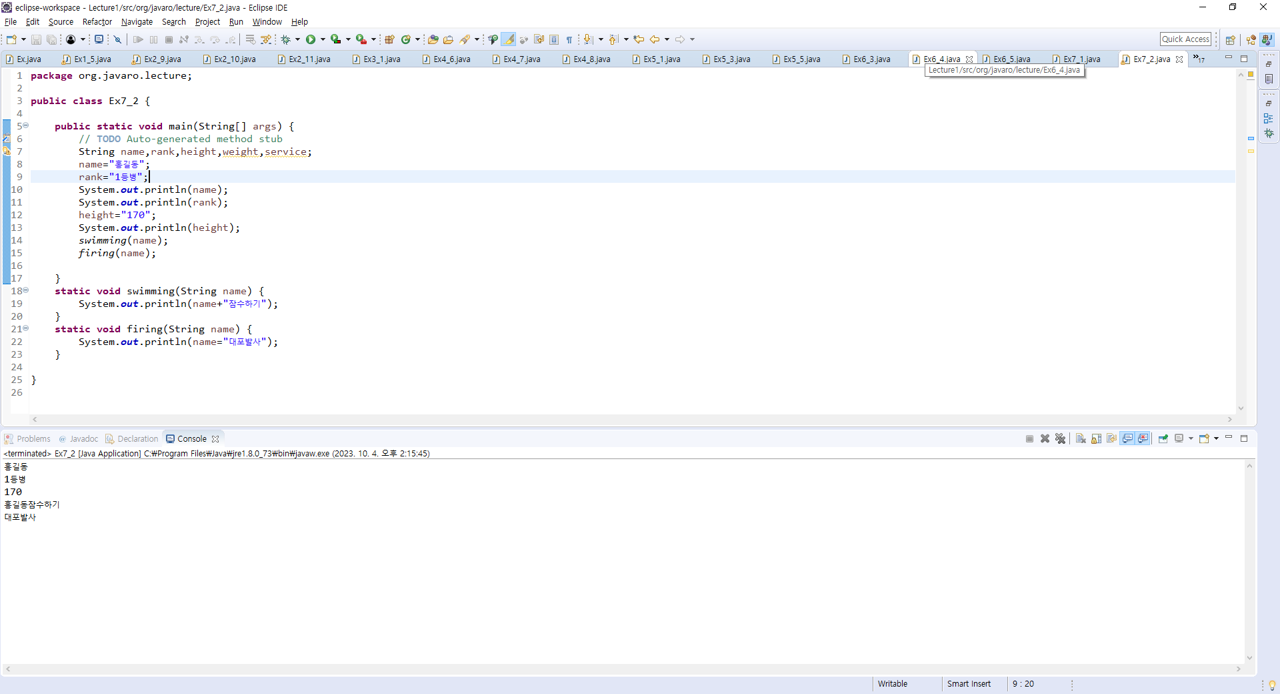 eclipse-workspace - Lecture1/src/org/javaro/lecture/Ex7_2.java - Eclipse IDE
File Edit Source Refactor Navigate Search Project Run Window Help
Quick Access
Ex.java Ex1_5.java Ex2_9.java Ex2_10.java Ex2_11.java Ex3_1.java Ex4_6.java Ex4_7.java Ex4_8.java Ex5_1.java Ex5_3.java Ex5_5.java Ex6_3.java Ex6_4.java Ex6_5.java Ex7_1.java Ex7_2.java »17
Lecture1/src/org/javaro/lecture/Ex6_4.java
1 package org.javaro.lecture;
2
3 public class Ex7_2 {
4
5 public static void main(String[] args) {
6 // TODO Auto-generated method stub
7 String name,rank,height,weight,service;
8 name="홍길동";
9 rank="1등병";
10 System.out.println(name);
11 System.out.println(rank);
12 height="170";
13 System.out.println(height);
14 swimming(name);
15 firing(name);
16
17 }
18 static void swimming(String name) {
19 System.out.println(name+"잠수하기");
20 }
21 static void firing(String name) {
22 System.out.println(name="대포발사");
23 }
24
25 }
26
Problems Javadoc Declaration Console
<terminated> Ex7_2 [Java Application] C:₩Program Files₩Java₩jre1.8.0_73₩bin₩javaw.exe (2023. 10. 4. 오후 2:15:45)
홍길동
1등병
170
홍길동잠수하기
대포발사
Writable Smart Insert 9 : 20